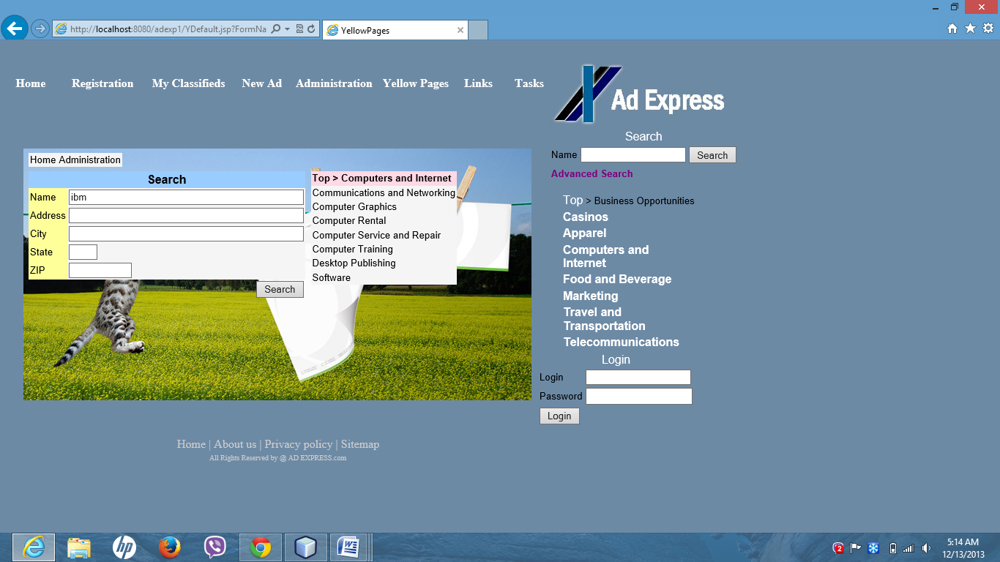 http://localhost:8080/adexp1/YDefault.jsp?FormNa
YellowPages
Home Registration My Classifieds New Ad Administration Yellow Pages Links Tasks
Ad Express
Search
Name Search
Advanced Search
Top > Business Opportunities
Casinos
Apparel
Computers and
Internet
Food and Beverage
Marketing
Travel and
Transportation
Telecommunications
Login
Login
Password
Login
Home Administration
Search
Name ibm
Address
City
State
ZIP
Search
Top > Computers and Internet
Communications and Networking
Computer Graphics
Computer Rental
Computer Service and Repair
Computer Training
Desktop Publishing
Software
Home | About us | Privacy policy | Sitemap
All Rights Reserved by @ AD EXPRESS.com
hp
2
5:14 AM
12/13/2013